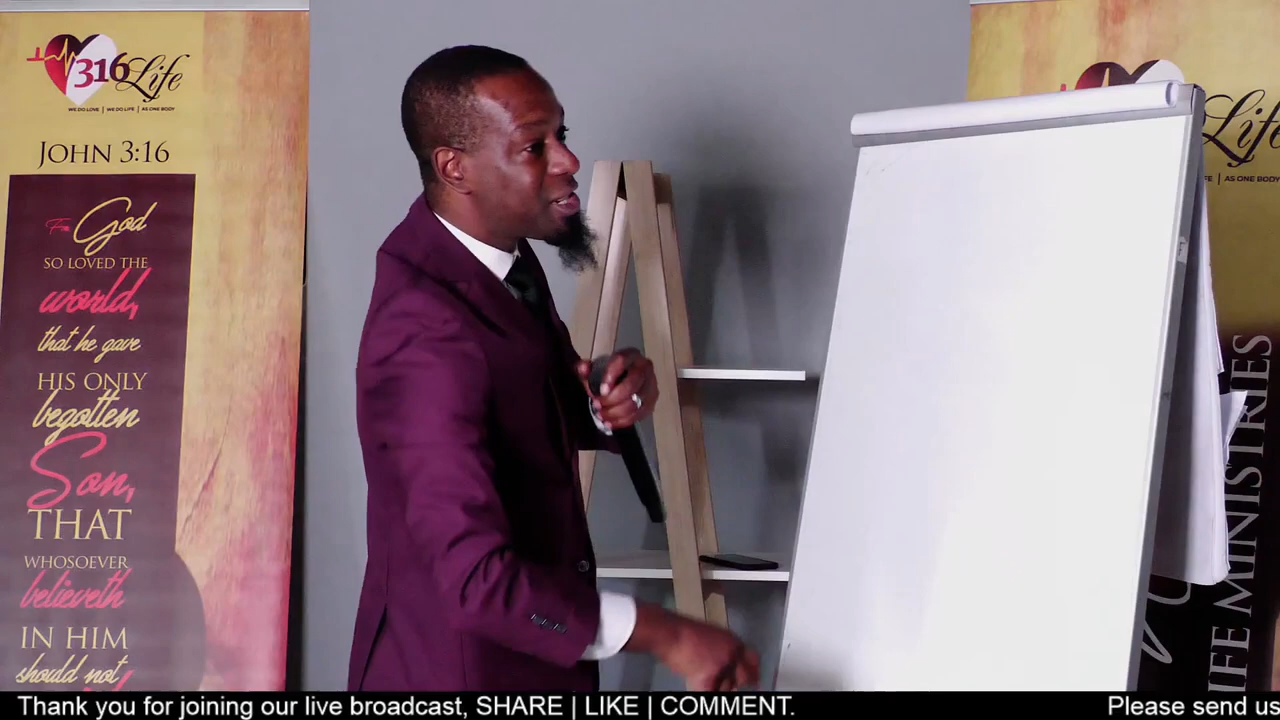 316 Life
WE DO LOVE | WE DO LIFE | AS ONE BODY
JOHN 3:16
For God
SO LOVED THE
world,
that he gave
HIS ONLY
begotten
Son,
THAT
WHOSOEVER
believeth
IN HIM
should not
Life
| AS ONE BODY
LIFE MINISTRIES
Thank you for joining our live broadcast, SHARE | LIKE | COMMENT.
Please send us